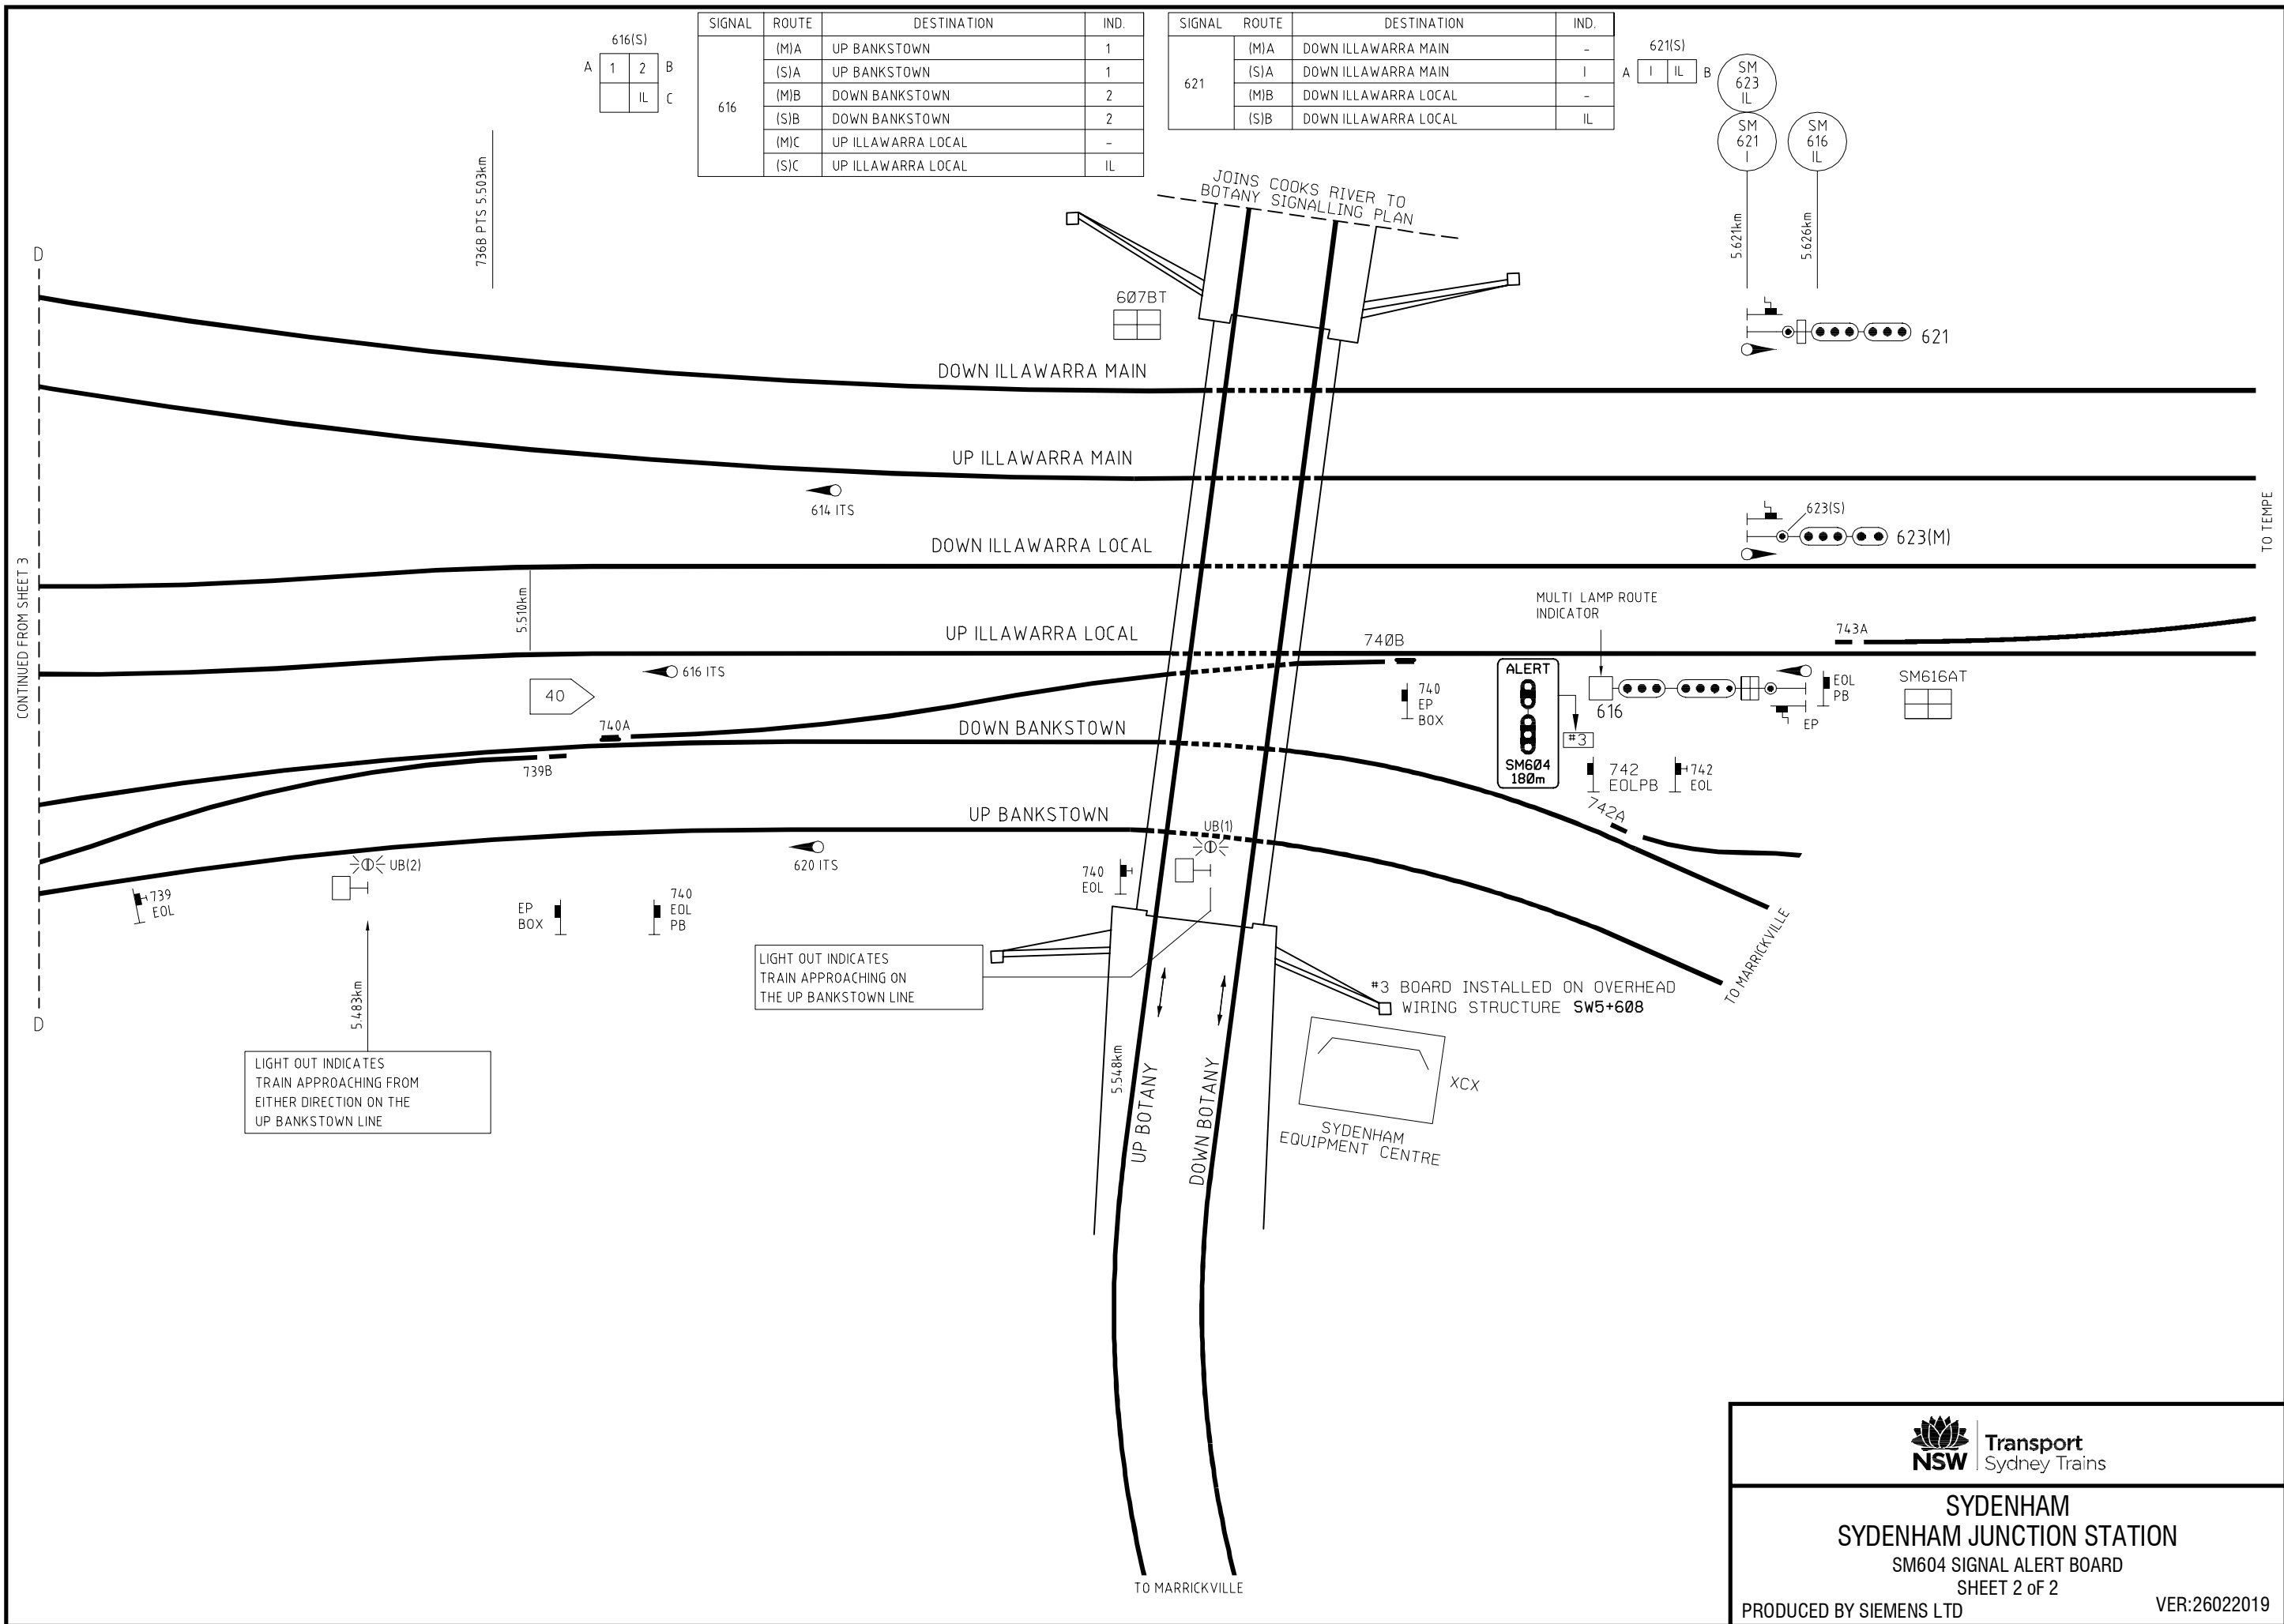 SIGNAL ROUTE DESTINATION IND.
616
(M)A UP BANKSTOWN 1
(S)A UP BANKSTOWN 1
(M)B DOWN BANKSTOWN 2
(S)B DOWN BANKSTOWN 2
(M)C UP ILLAWARRA LOCAL -
(S)C UP ILLAWARRA LOCAL IL
SIGNAL ROUTE DESTINATION IND.
621
(M)A DOWN ILLAWARRA MAIN -
(S)A DOWN ILLAWARRA MAIN I
(M)B DOWN ILLAWARRA LOCAL -
(S)B DOWN ILLAWARRA LOCAL IL
616(S)
A 1 2 B
IL C
621(S)
A I IL B
SM
623
IL
SM
621
I
SM
616
IL
736B PTS 5.503km
5.621km
5.626km
JOINS COOKS RIVER TO
BOTANY SIGNALLING PLAN
D
607BT
621
DOWN ILLAWARRA MAIN
UP ILLAWARRA MAIN
614 ITS
623(S)
623(M)
TO TEMPE
DOWN ILLAWARRA LOCAL
CONTINUED FROM SHEET 3
5.510km
MULTI LAMP ROUTE
INDICATOR
UP ILLAWARRA LOCAL
740B
743A
616 ITS
40
ALERT
SM604
180m
#3
616
EP
EOL
PB
SM616AT
740
EP
BOX
740A
DOWN BANKSTOWN
739B
742
EOLPB
742
EOL
742A
UP BANKSTOWN
UB(1)
UB(2)
620 ITS
740
EOL
739
EOL
EP
BOX
740
EOL
PB
TO MARRICKVILLE
LIGHT OUT INDICATES
TRAIN APPROACHING ON
THE UP BANKSTOWN LINE
#3 BOARD INSTALLED ON OVERHEAD
WIRING STRUCTURE SW5+608
5.483km
D
LIGHT OUT INDICATES
TRAIN APPROACHING FROM
EITHER DIRECTION ON THE
UP BANKSTOWN LINE
5.548km
UP BOTANY
DOWN BOTANY
XCX
SYDENHAM
EQUIPMENT CENTRE
TO MARRICKVILLE
NSW
Transport
Sydney Trains
SYDENHAM
SYDENHAM JUNCTION STATION
SM604 SIGNAL ALERT BOARD
SHEET 2 oF 2
PRODUCED BY SIEMENS LTD
VER:26022019